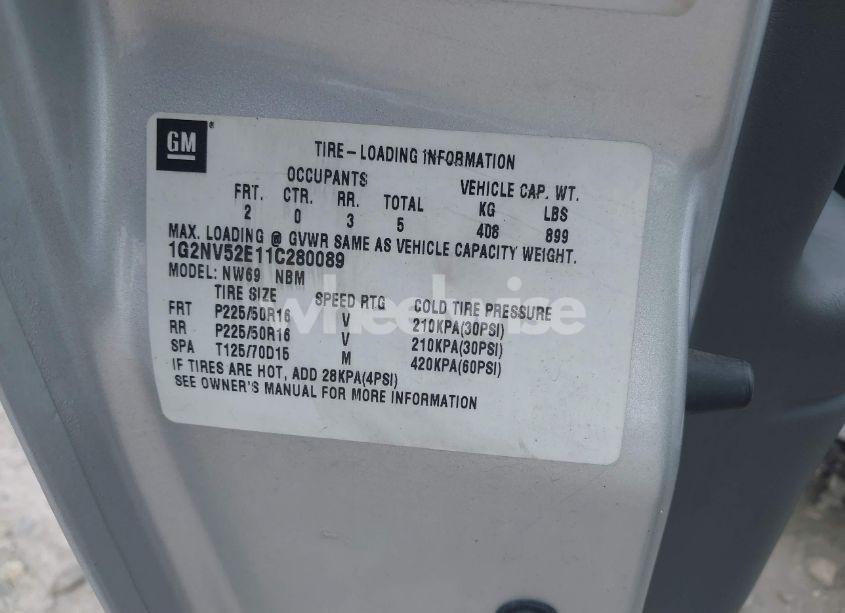 GM
TIRE-LOADING INFORMATION
OCCUPANTS VEHICLE CAP. WT.
FRT. CTR. RR. TOTAL KG LBS
2 0 3 5 408 899
MAX. LOADING @ GVWR SAME AS VEHICLE CAPACITY WEIGHT.
1G2NV52E11C280089
MODEL: NW69 NBM
TIRE SIZE SPEED RTG COLD TIRE PRESSURE
FRT P225/50R16 V 210KPA(30PSI)
RR P225/50R16 V 210KPA(30PSI)
SPA T125/70D15 M 420KPA(60PSI)
IF TIRES ARE HOT, ADD 28KPA(4PSI)
SEE OWNER'S MANUAL FOR MORE INFORMATION
wheelwise